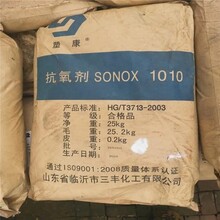 塑康
抗氧剂 SONOX 1010
产品标准：HG/T3713-2003
等级：合格品
净重：25kg
毛重：25.2kg
皮重：0.2kg
通过ISO9001:2008质量体系认证
山东省临沂市三丰化工有限公司